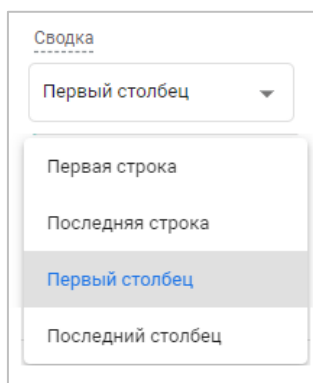 Сводка
Первый столбец
Первая строка
Последняя строка
Первый столбец
Последний столбец